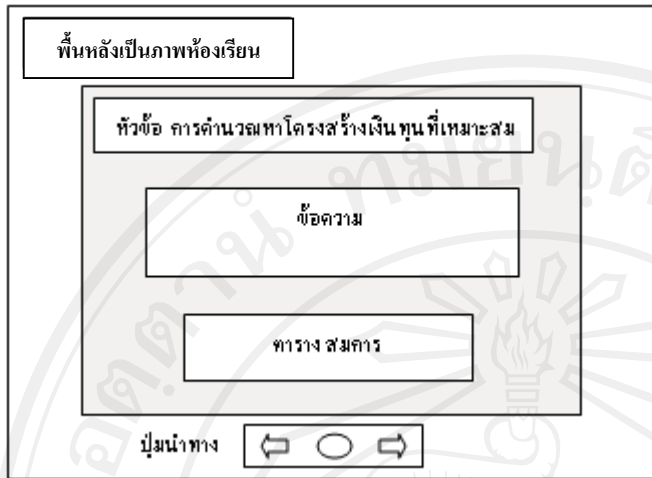 พื้นหลังเป็นภาพห้องเรียน
หัวข้อ การคำนวณหาโครงสร้างเงินทุนที่เหมาะสม
ข้อความ
ตาราง สมการ
ปุ่มนำทาง